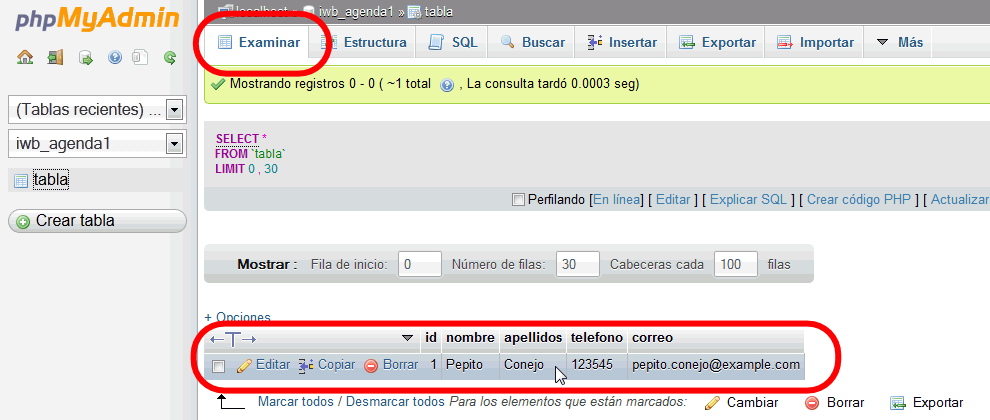 phpMyAdmin
localhost » iwb_agenda1 » tabla
Examinar Estructura SQL Buscar Insertar Exportar Importar Más
Mostrando registros 0 - 0 ( ~1 total , La consulta tardó 0.0003 seg)
(Tablas recientes) ...
iwb_agenda1
tabla
Crear tabla
SELECT *
FROM `tabla`
LIMIT 0 , 30
Perfilando [En línea] [ Editar ] [ Explicar SQL ] [ Crear código PHP ] [ Actualizar
Mostrar : Fila de inicio: 0 Número de filas: 30 Cabeceras cada 100 filas
+ Opciones
←T→ id nombre apellidos telefono correo
Editar Copiar Borrar 1 Pepito Conejo 123545 pepito.conejo@example.com
Marcar todos / Desmarcar todos Para los elementos que están marcados: Cambiar Borrar Exportar